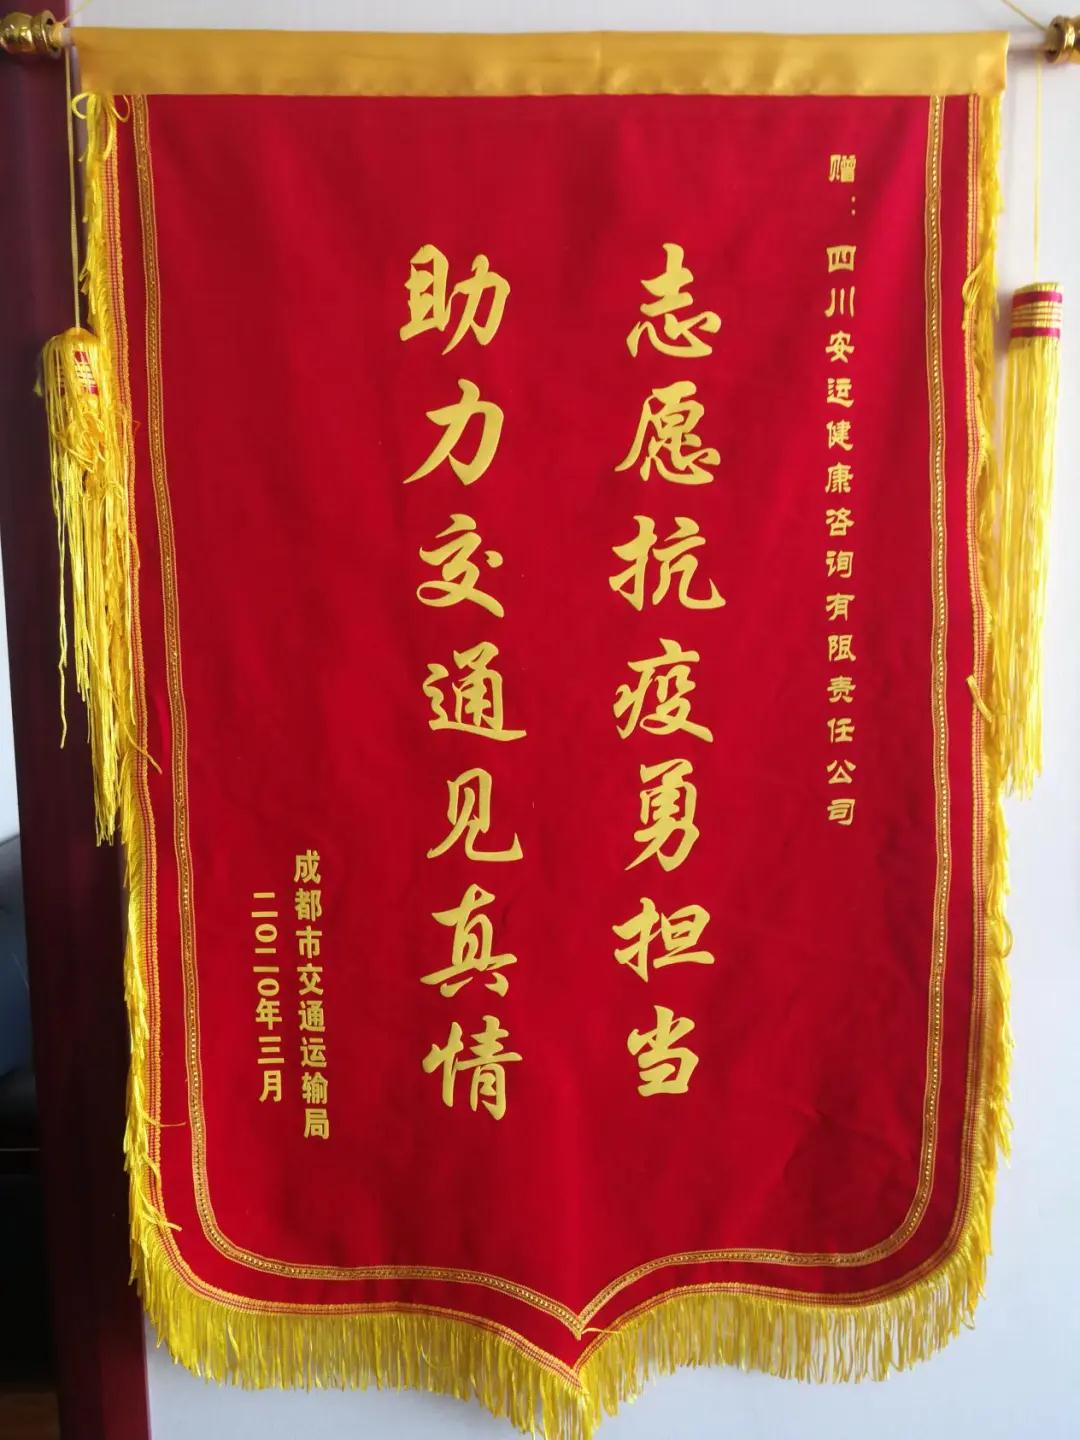 赠：四川安运健康咨询有限责任公司
志愿抗疫勇担当
助力交通见真情
成都市交通运输局
二〇二〇年三月